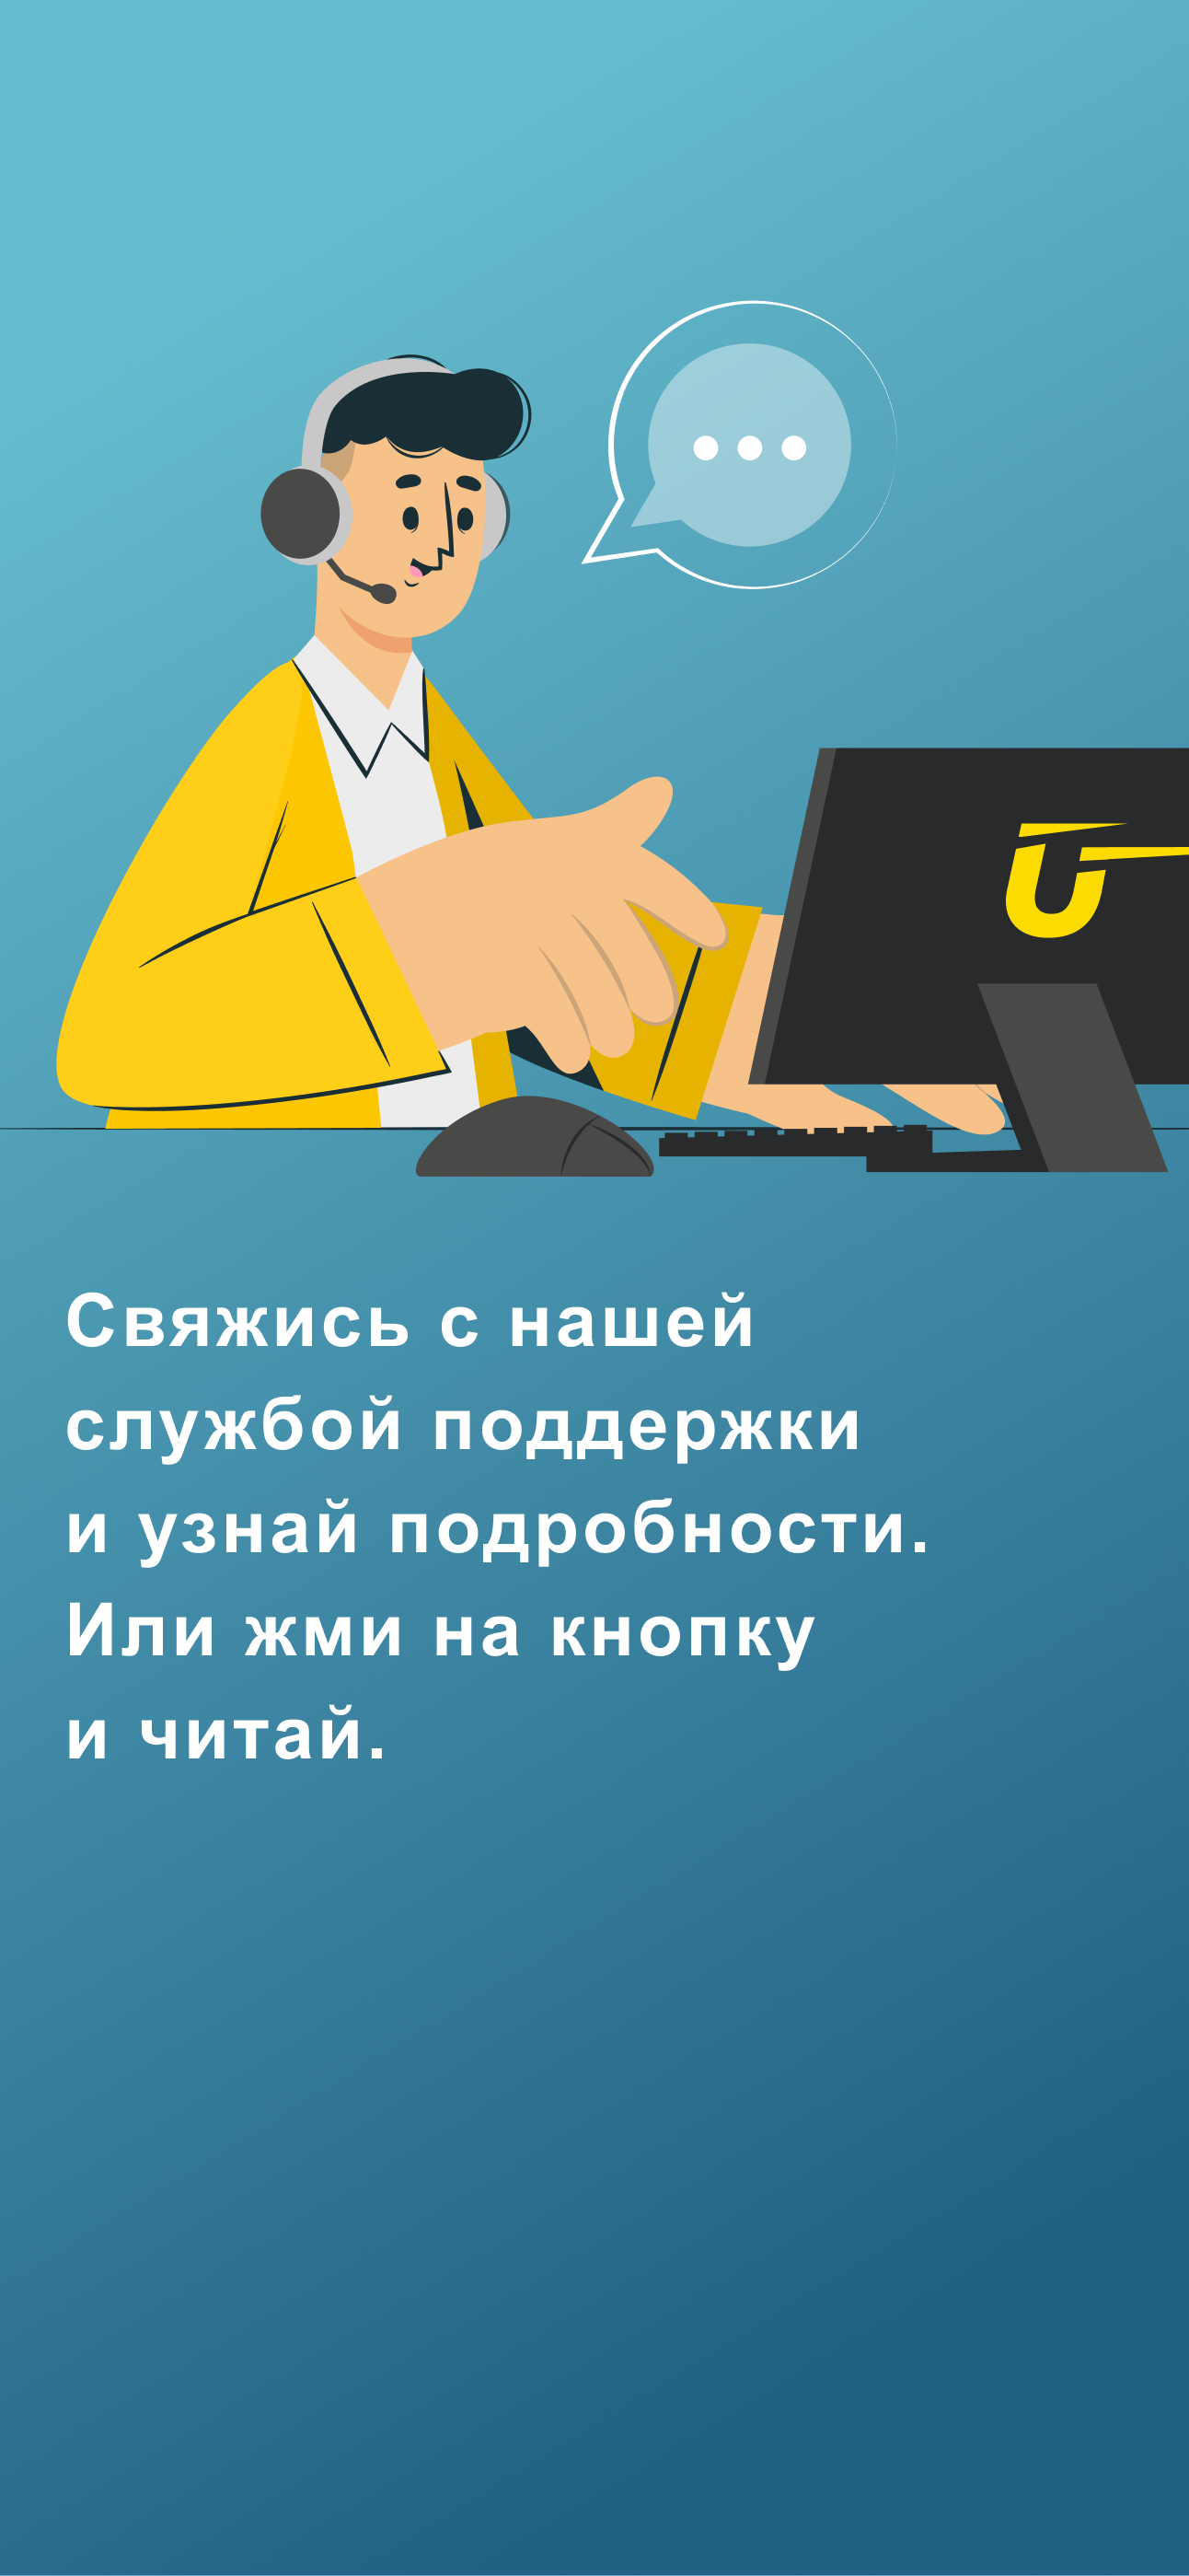 Свяжись с нашей
службой поддержки
и узнай подробности.
Или жми на кнопку
и читай.